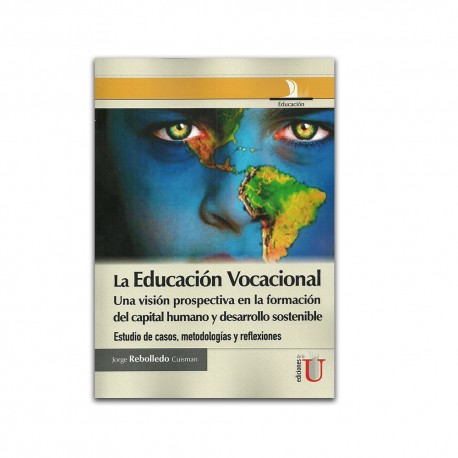 Educación
La Educación Vocacional
Una visión prospectiva en la formación
del capital humano y desarrollo sostenible
Estudio de casos, metodologías y reflexiones
Jorge Rebolledo Cuisman
ediciones de la U